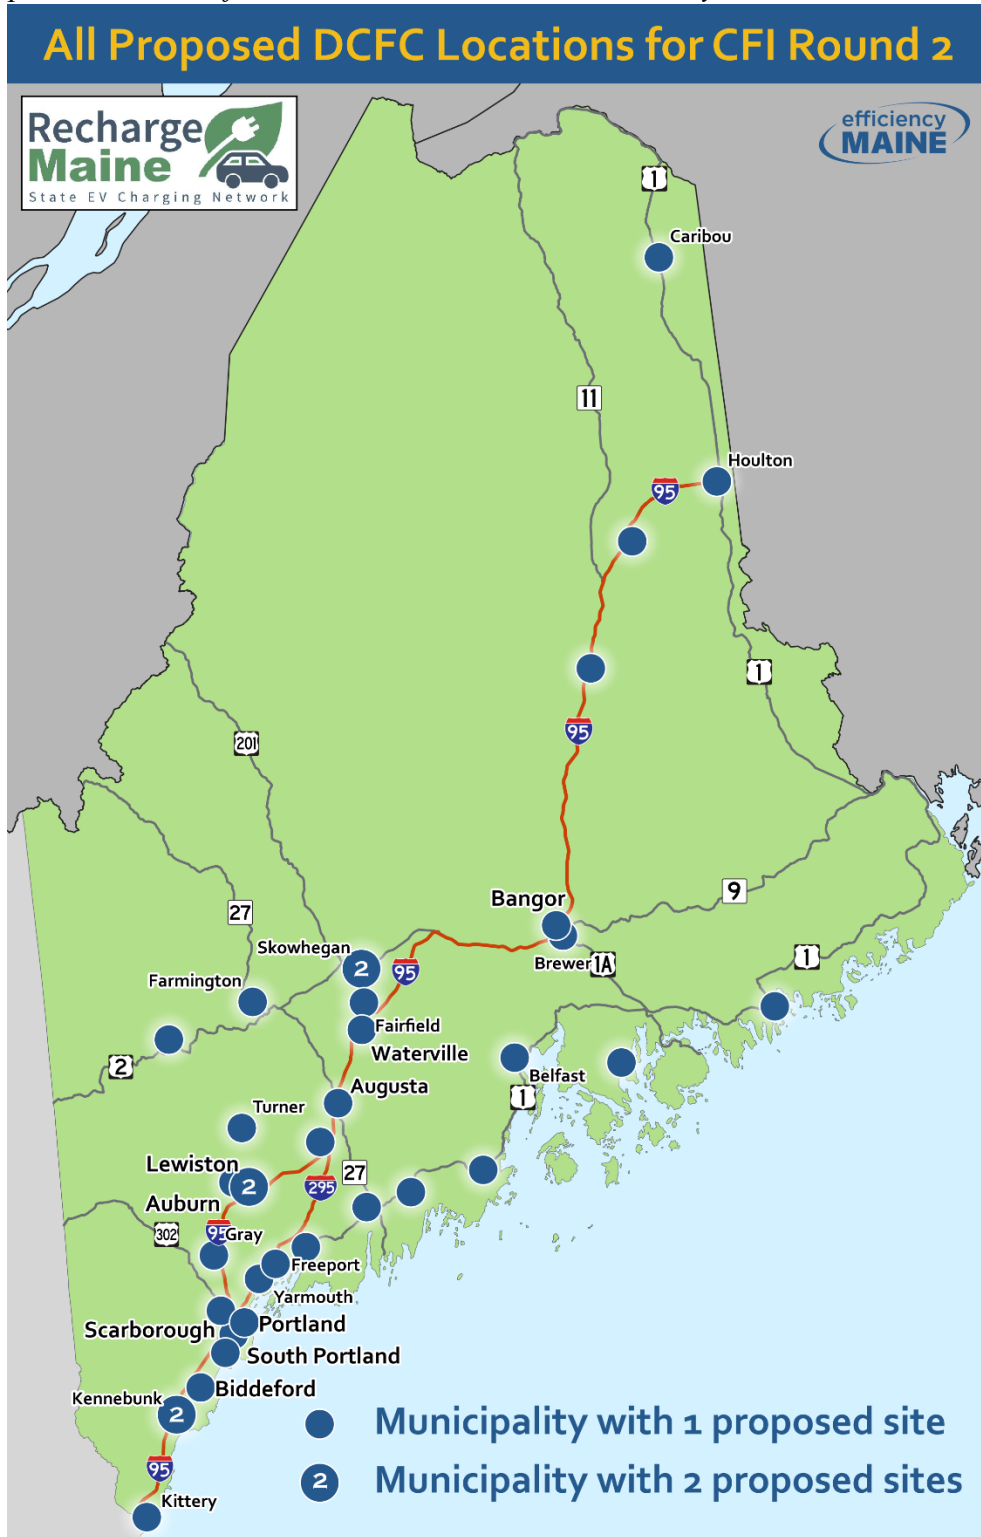 All Proposed DCFC Locations for CFI Round 2
Recharge
Maine
State EV Charging Network
efficiency
MAINE
1
Caribou
11
Houlton
95
1
95
201
Bangor
9
27
Skowhegan
2
95
Brewer
1A
1
Farmington
Fairfield
Waterville
2
Belfast
Augusta
1
Turner
Lewiston
2
27
295
Auburn
302
95
Gray
Freeport
Yarmouth
Scarborough
Portland
South Portland
Biddeford
Kennebunk
2
Municipality with 1 proposed site
95
2
Municipality with 2 proposed sites
Kittery